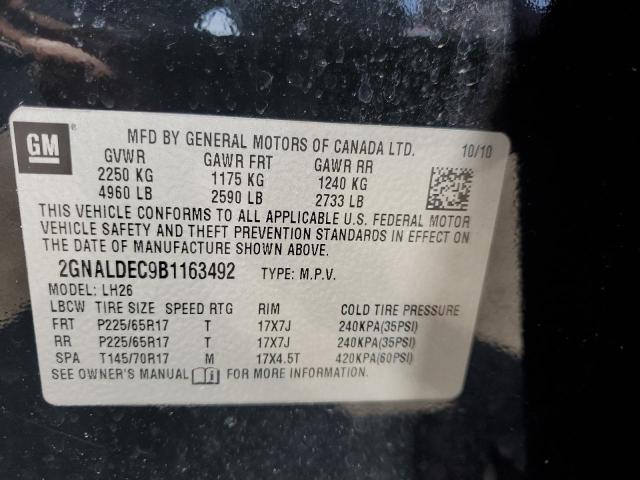 GM
MFD BY GENERAL MOTORS OF CANADA LTD. 10/10
GVWR GAWR FRT GAWR RR
2250 KG 1175 KG 1240 KG
4960 LB 2590 LB 2733 LB
THIS VEHICLE CONFORMS TO ALL APPLICABLE U.S. FEDERAL MOTOR
VEHICLE SAFETY AND THEFT PREVENTION STANDARDS IN EFFECT ON
THE DATE OF MANUFACTURE SHOWN ABOVE.
2GNALDEC9B1163492 TYPE: M.P.V.
MODEL: LH26
LBCW TIRE SIZE SPEED RTG RIM COLD TIRE PRESSURE
FRT P225/65R17 T 17X7J 240KPA(35PSI)
RR P225/65R17 T 17X7J 240KPA(35PSI)
SPA T145/70R17 M 17X4.5T 420KPA(60PSI)
SEE OWNER'S MANUAL FOR MORE INFORMATION.